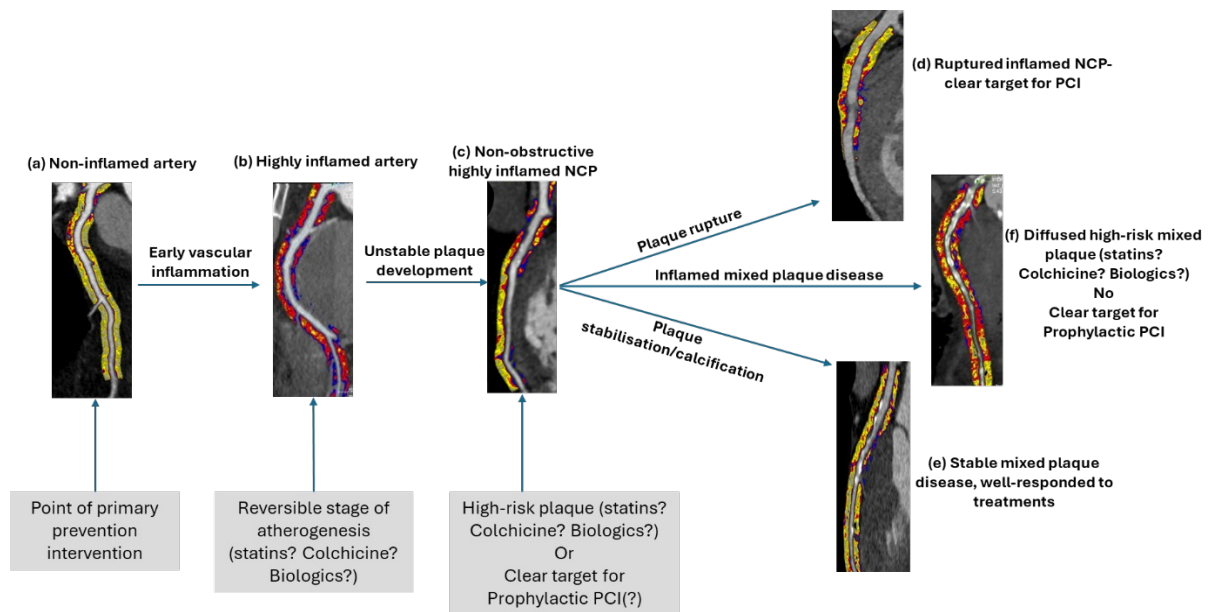 (a) Non-inflamed artery
(b) Highly inflamed artery
(c) Non-obstructive
highly inflamed NCP
(d) Ruptured inflamed NCP-
clear target for PCI
Early vascular
inflammation
Unstable plaque
development
Plaque rupture
Inflamed mixed plaque disease
Plaque
stabilisation/calcification
(f) Diffused high-risk mixed
plaque (statins?
Colchicine? Biologics?)
No
Clear target for
Prophylactic PCI
(e) Stable mixed plaque
disease, well-responded to
treatments
Point of primary
prevention
intervention
Reversible stage of
atherogenesis
(statins? Colchicine?
Biologics?)
High-risk plaque (statins?
Colchicine? Biologics?)
Or
Clear target for
Prophylactic PCI(?)